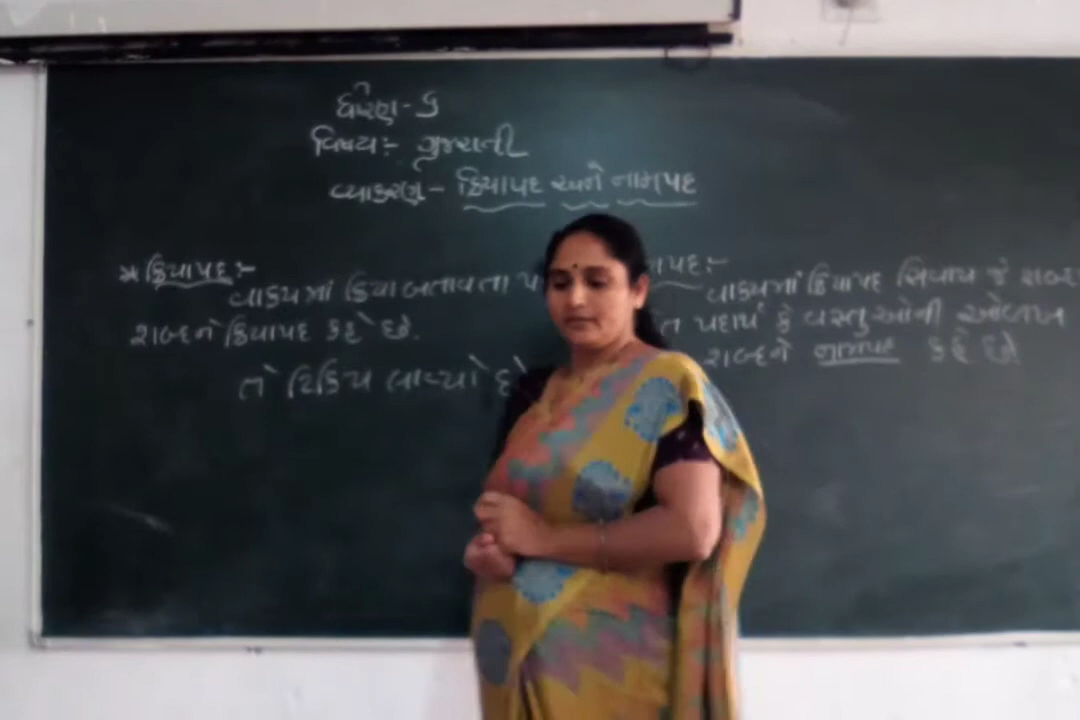 ધોરણ - ૬
વિષય:- ગુજરાતી
વ્યાકરણ - ક્રિયાપદ અને નામપદ
ક્રિયાપદ:-
વાક્યમાં ક્રિયા બતાવતા
શબ્દને ક્રિયાપદ કહે છે.
તે રિક્ષા લાવ્યો
પદ:-
વાક્યમાં ક્રિયાપદ સિવાય જે શબ્દ
પદાર્થ કે વસ્તુઓની ઓળખ
શબ્દને નામપદ કહે છે